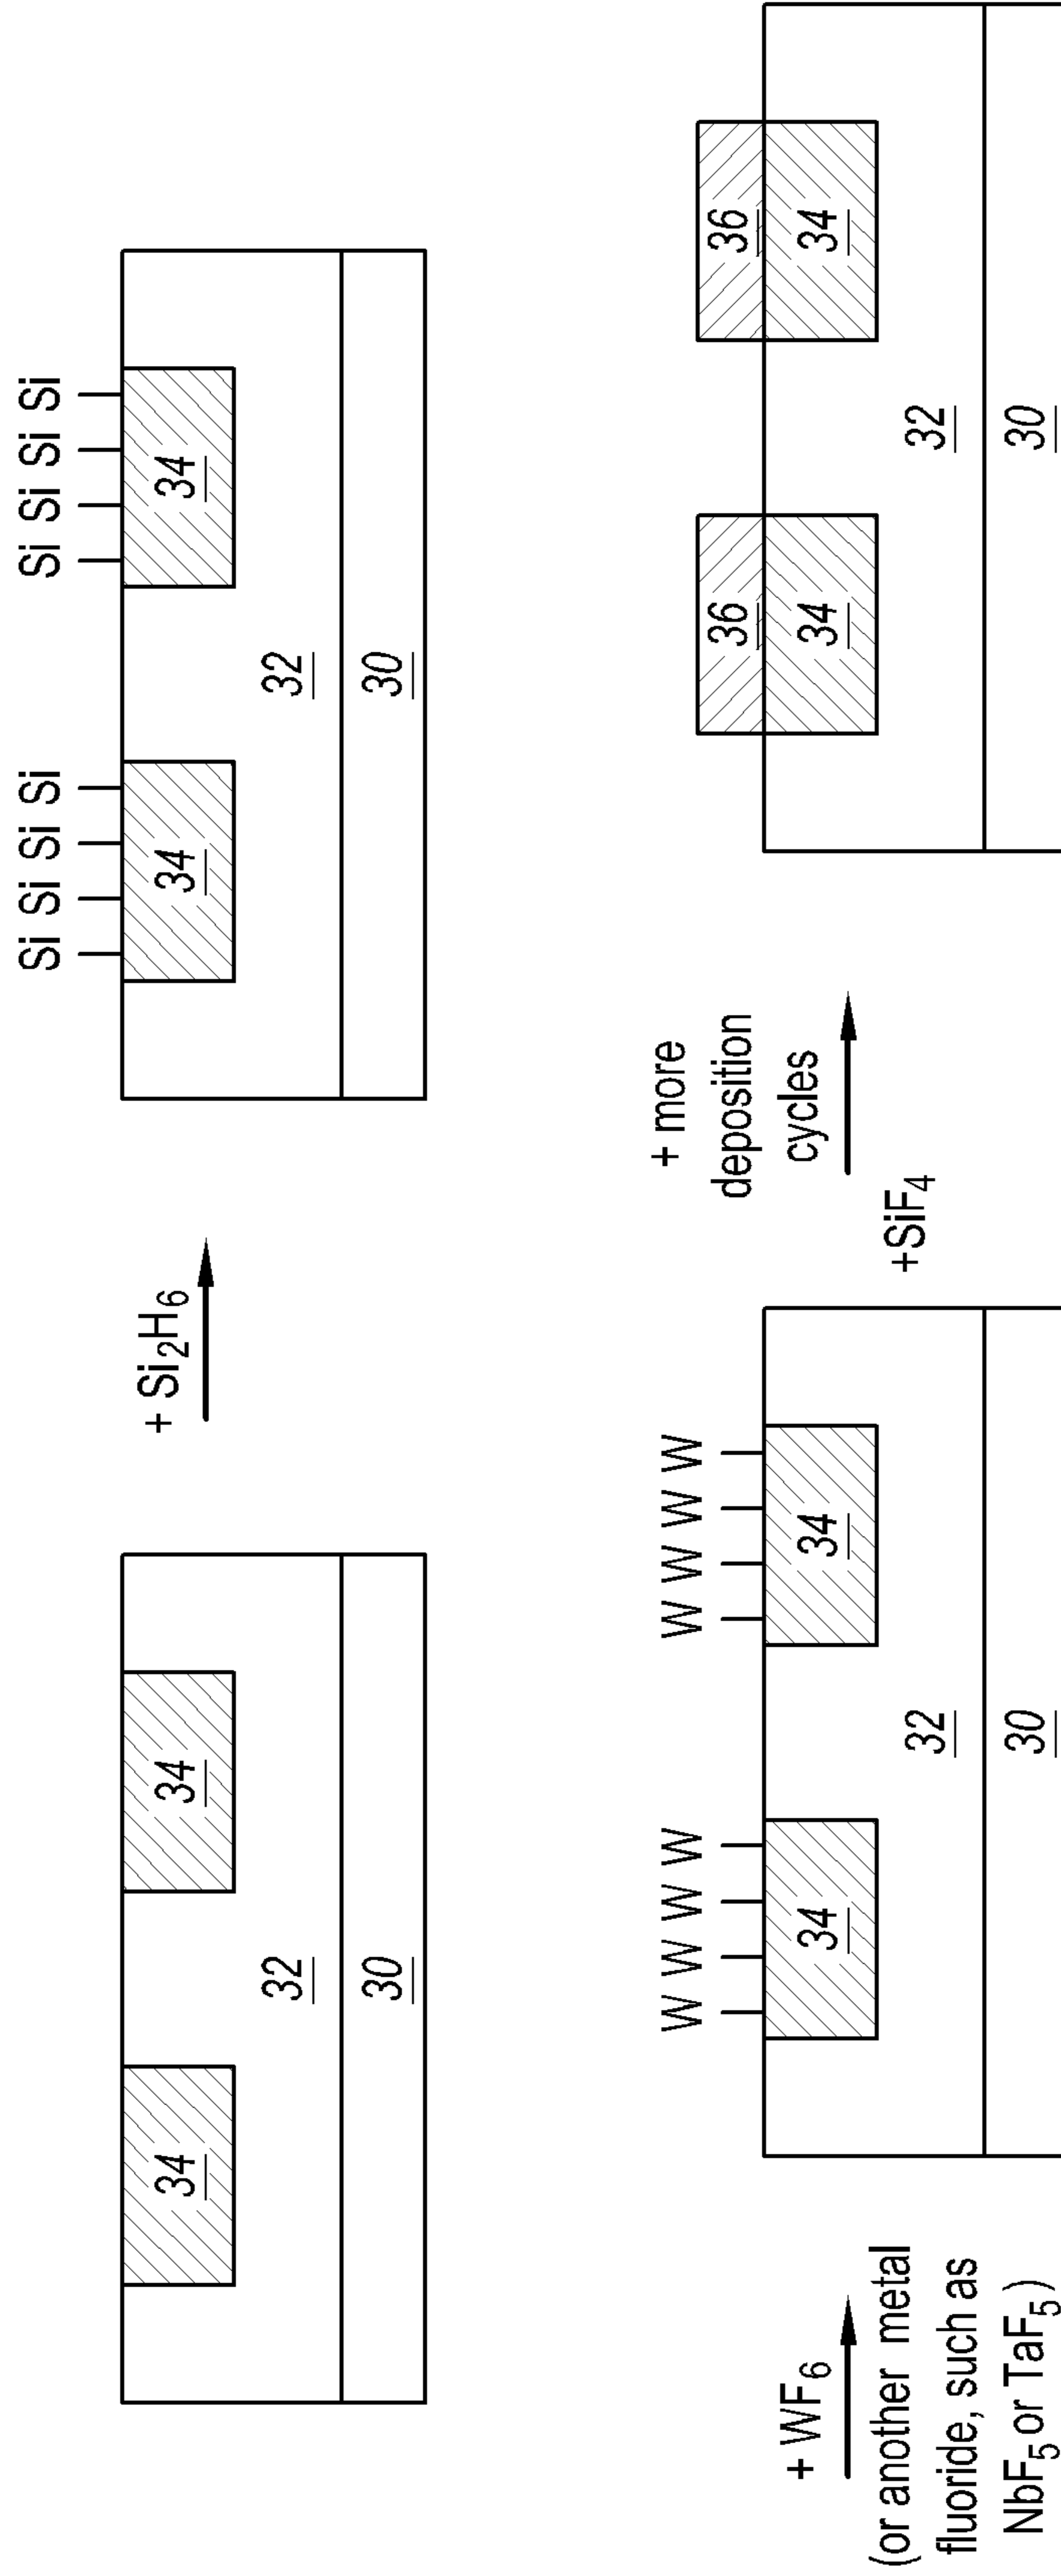 34
34
32
30
+ Si₂H₆
Si Si Si Si
Si Si Si Si
34
34
32
30
+ WF₆
(or another metal
fluoride, such as
NbF₅ or TaF₅)
W W W W
W W W W
34
34
32
30
+ more
deposition
cycles
+SiF₄
36
36
34
34
32
30